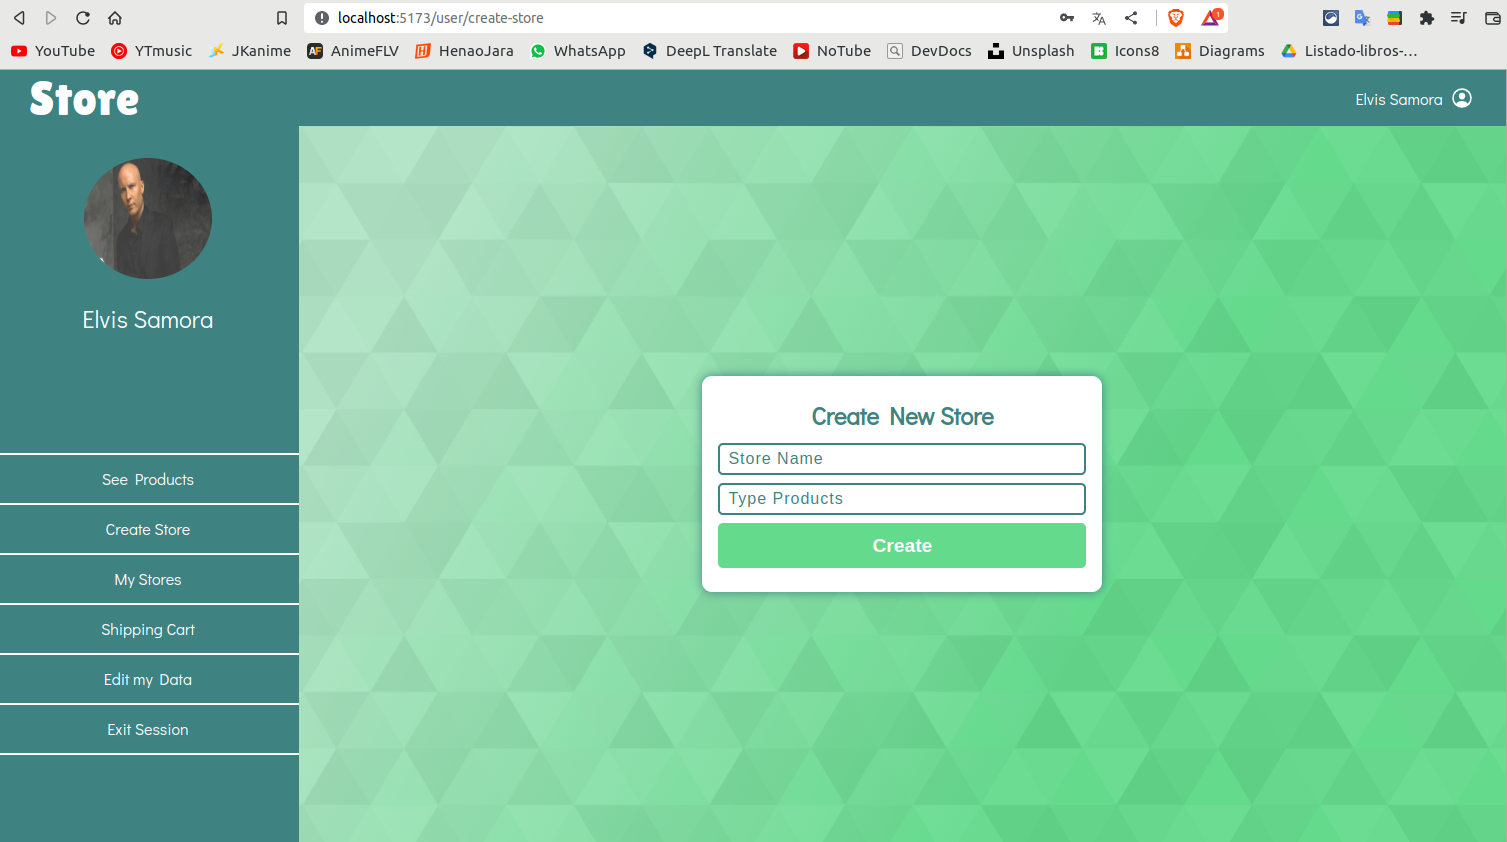 localhost:5173/user/create-store
1
YouTube YTmusic JKanime AnimeFLV HenaoJara WhatsApp DeepL Translate NoTube DevDocs Unsplash Icons8 Diagrams Listado-libros-…
Store
Elvis Samora
Elvis Samora
See Products
Create Store
My Stores
Shipping Cart
Edit my Data
Exit Session
Create New Store
Store Name
Type Products
Create